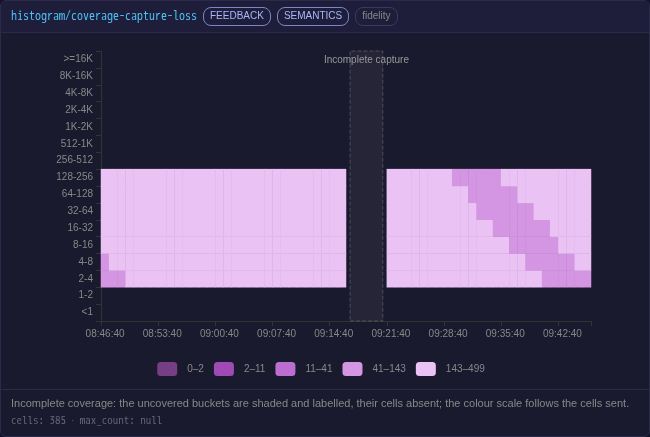 histogram/coverage-capture-loss FEEDBACK SEMANTICS fidelity
Incomplete capture
>=16K
8K-16K
4K-8K
2K-4K
1K-2K
512-1K
256-512
128-256
64-128
32-64
16-32
8-16
4-8
2-4
1-2
<1
08:46:40 08:53:40 09:00:40 09:07:40 09:14:40 09:21:40 09:28:40 09:35:40 09:42:40
0–2 2–11 11–41 41–143 143–499
Incomplete coverage: the uncovered buckets are shaded and labelled, their cells absent; the colour scale follows the cells sent.
cells: 385 · max_count: null